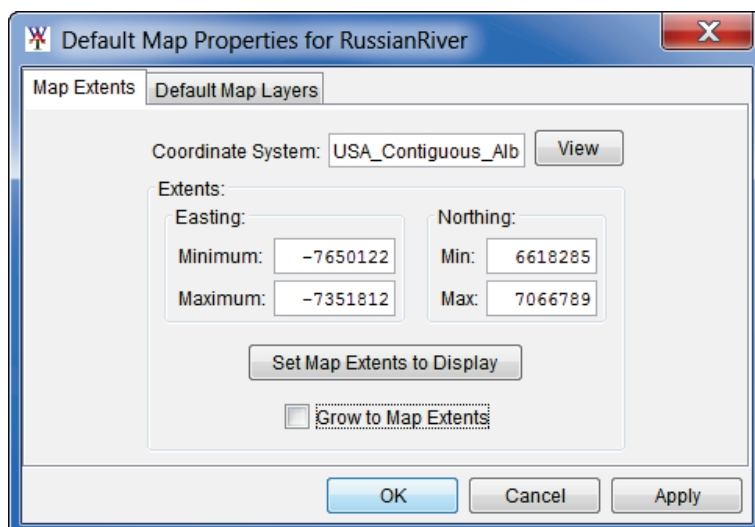 Default Map Properties for RussianRiver
Map Extents Default Map Layers
Coordinate System: USA_Contiguous_Alb View
Extents:
Easting: Northing:
Minimum: -7650122 Min: 6618285
Maximum: -7351812 Max: 7066789
Set Map Extents to Display
Grow to Map Extents
OK Cancel Apply